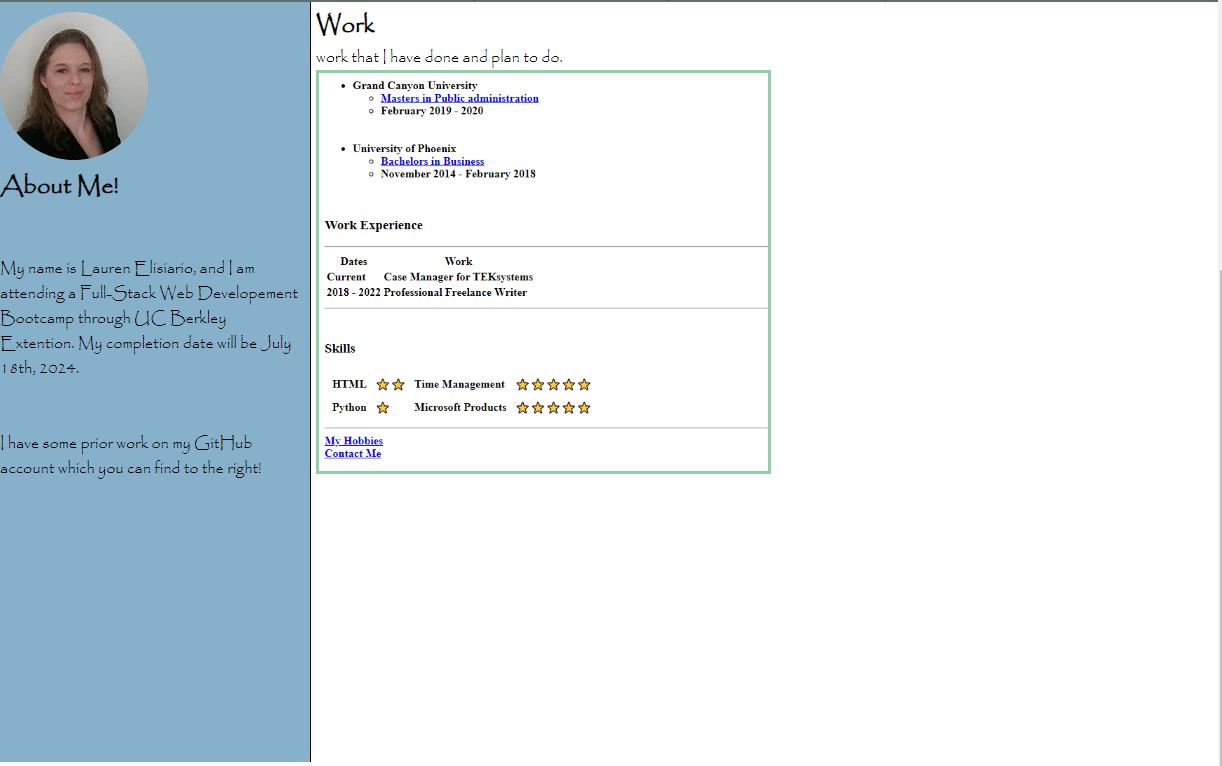 About Me!
My name is Lauren Elisiario, and I am
attending a Full-Stack Web Developement
Bootcamp through UC Berkley
Extention. My completion date will be July
18th, 2024.
I have some prior work on my GitHub
account which you can find to the right!
Work
work that I have done and plan to do.
Grand Canyon University
Masters in Public administration
February 2019 - 2020
University of Phoenix
Bachelors in Business
November 2014 - February 2018
Work Experience
Dates Work
Current Case Manager for TEKsystems
2018 - 2022 Professional Freelance Writer
Skills
HTML Time Management
Python Microsoft Products
My Hobbies
Contact Me